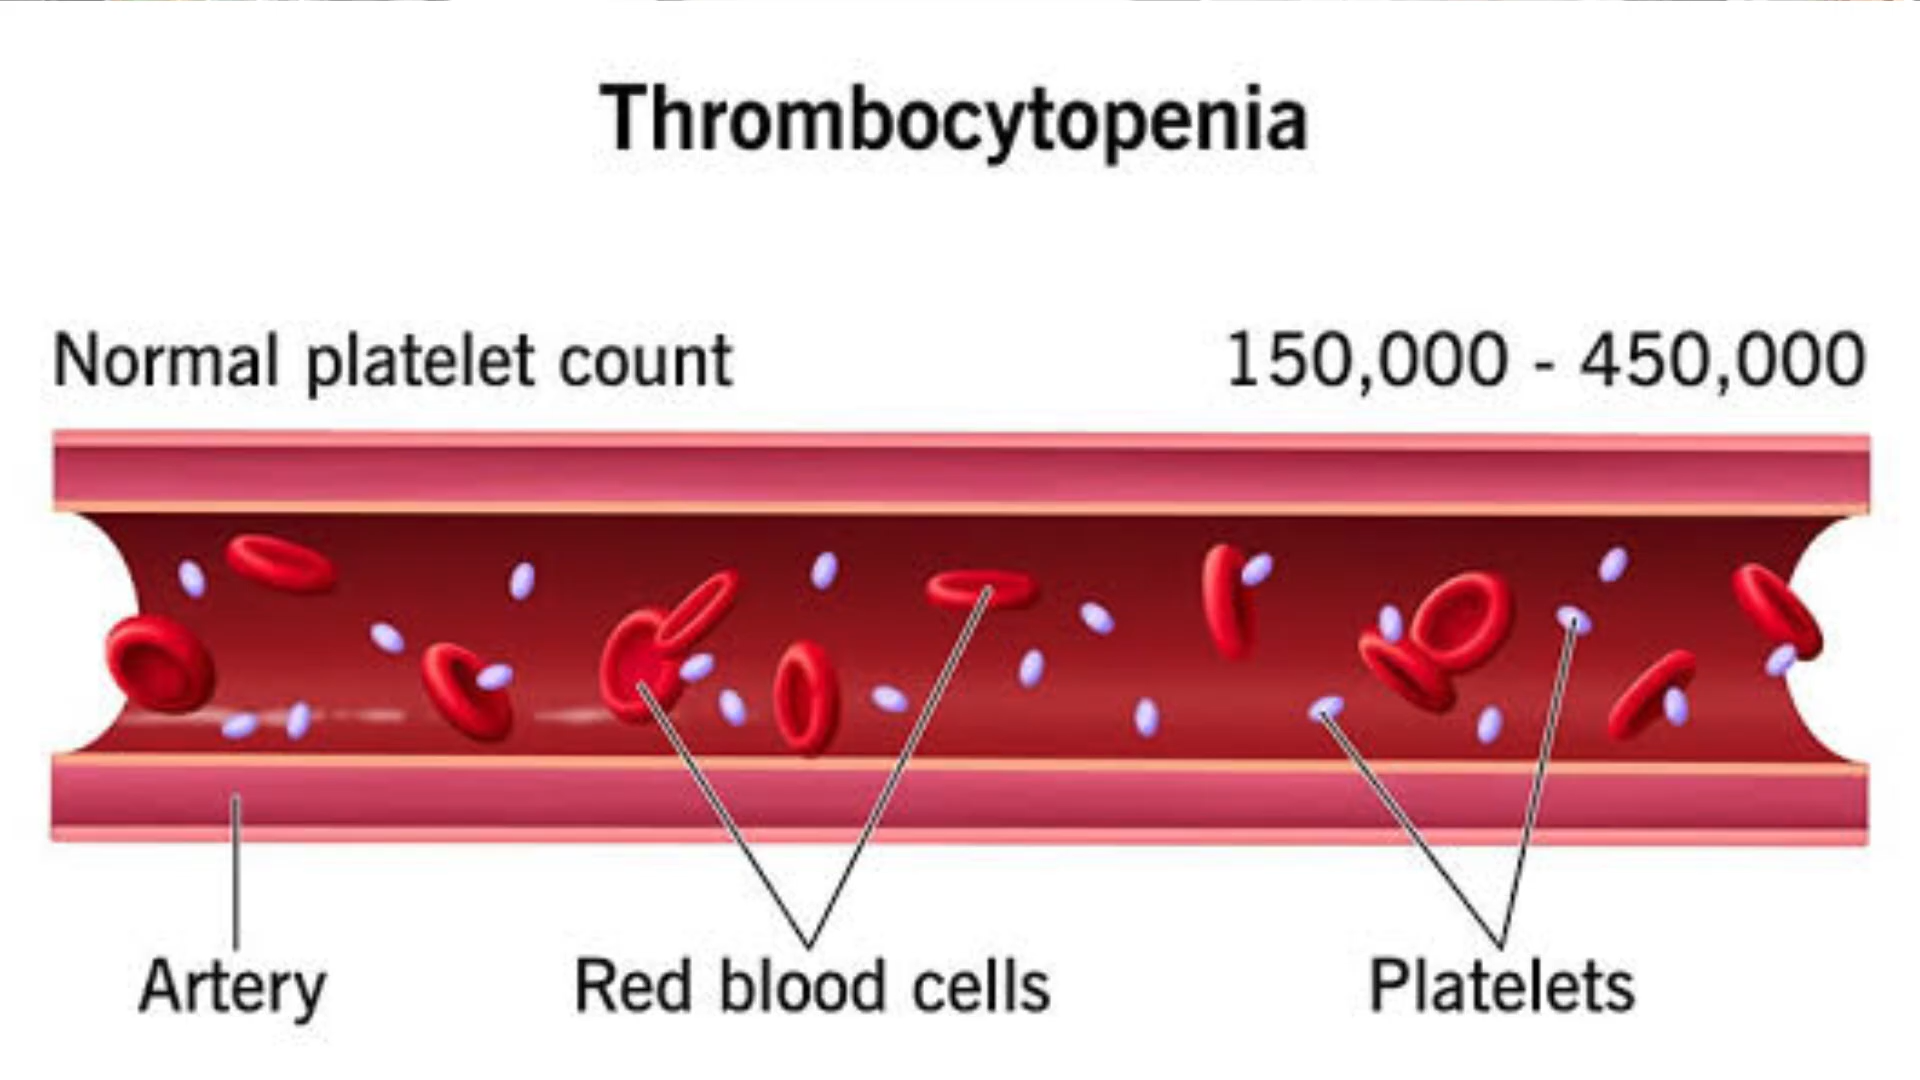 Thrombocytopenia
Normal platelet count 150,000 - 450,000
Artery Red blood cells Platelets